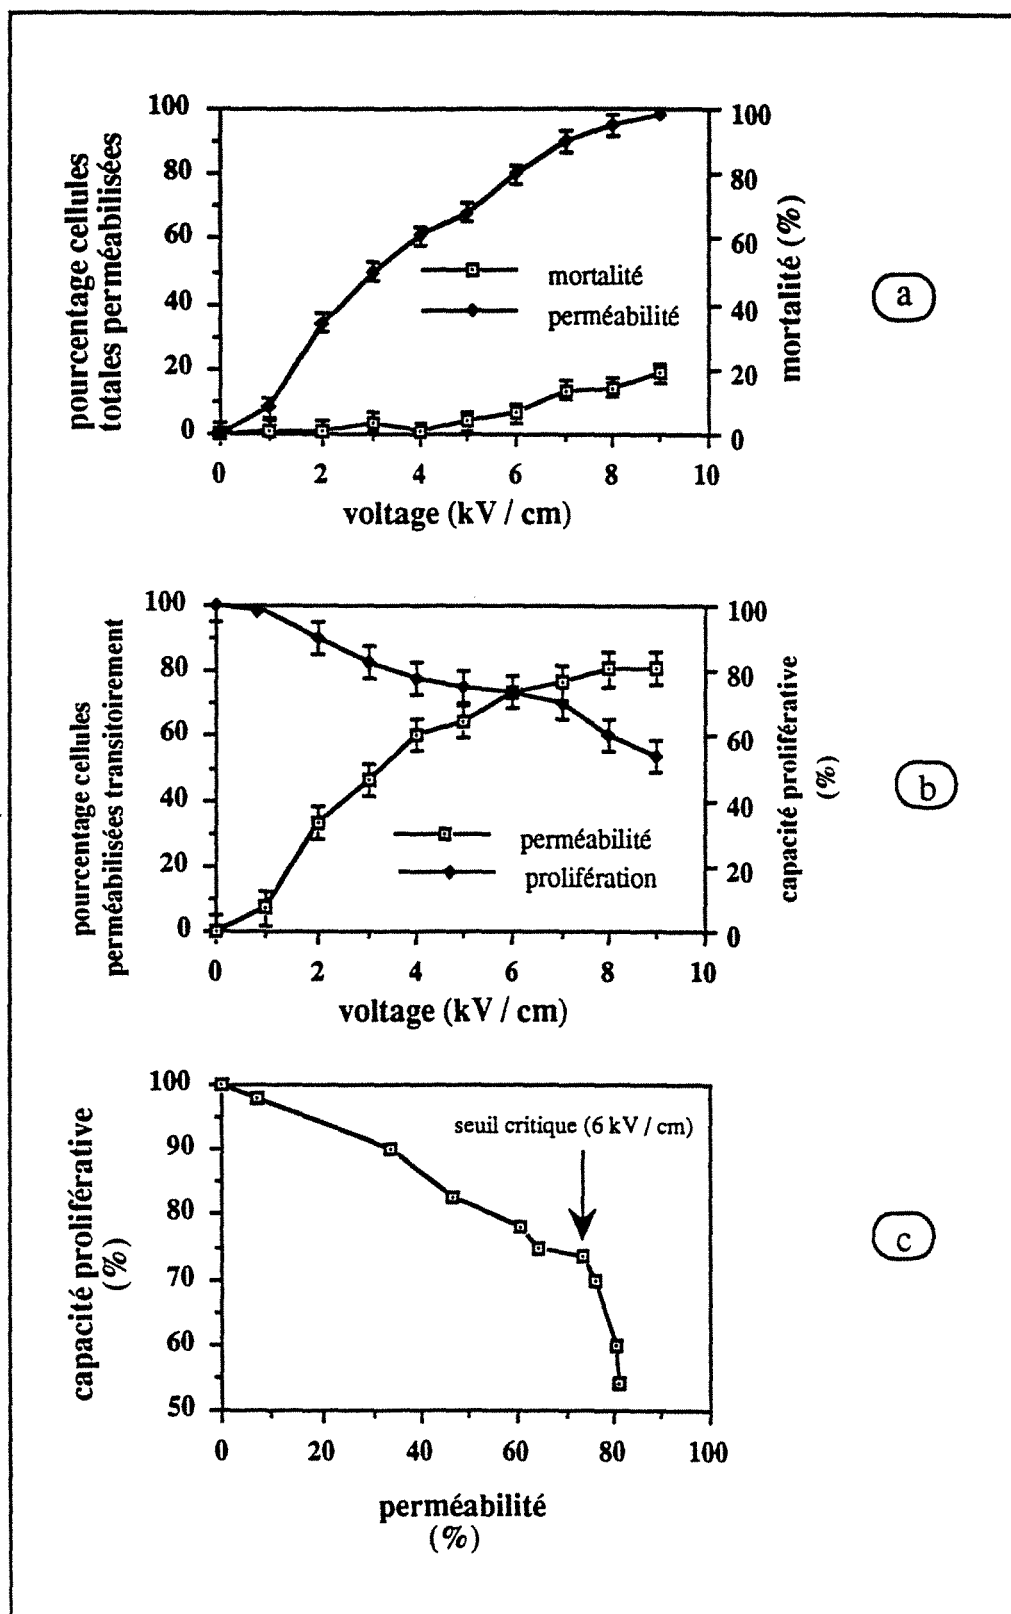 pourcentage cellules
totales perméabilisées
100
80
60
40
20
0
100
80
60
40
20
0
mortalité (%)
mortalité
perméabilité
0
2
4
6
8
10
voltage (kV / cm)
a
pourcentage cellules
perméabilisées transitoirement
100
80
60
40
20
0
100
80
60
40
20
0
capacité proliférative
(%)
perméabilité
prolifération
0
2
4
6
8
10
voltage (kV / cm)
b
capacité proliférative
(%)
100
90
80
70
60
50
seuil critique (6 kV / cm)
0
20
40
60
80
100
perméabilité
(%)
c